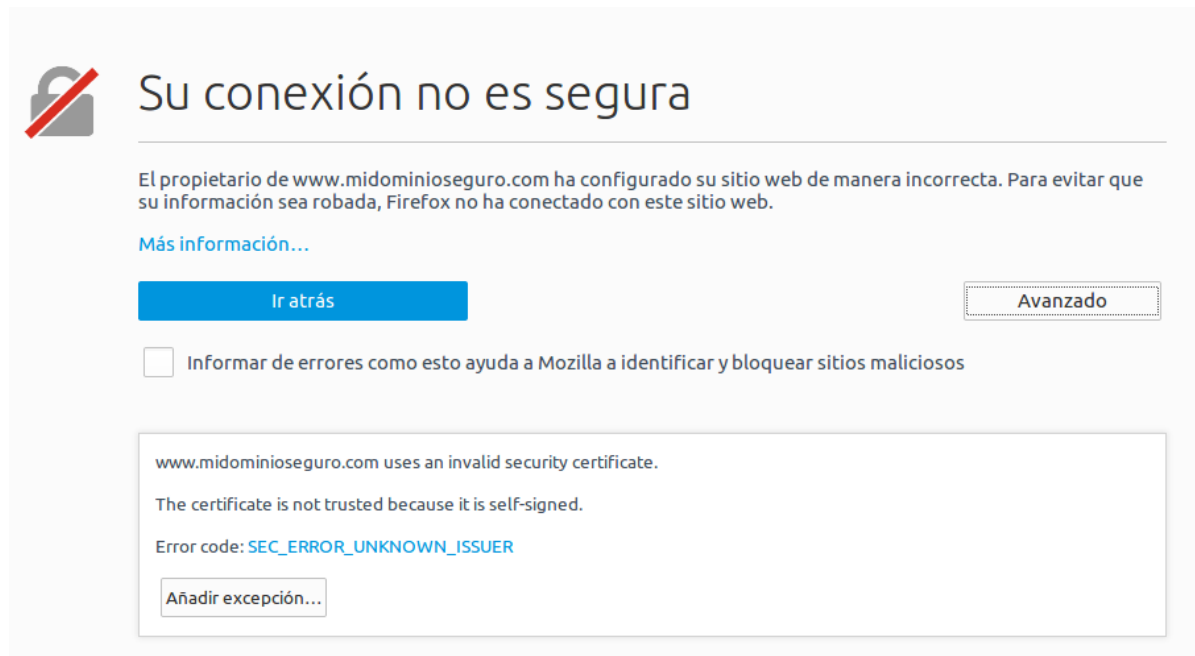 Su conexión no es segura
El propietario de www.midominioseguro.com ha configurado su sitio web de manera incorrecta. Para evitar que
su información sea robada, Firefox no ha conectado con este sitio web.
Más información…
Ir atrás
Avanzado
Informar de errores como esto ayuda a Mozilla a identificar y bloquear sitios maliciosos
www.midominioseguro.com uses an invalid security certificate.
The certificate is not trusted because it is self-signed.
Error code: SEC_ERROR_UNKNOWN_ISSUER
Añadir excepción…